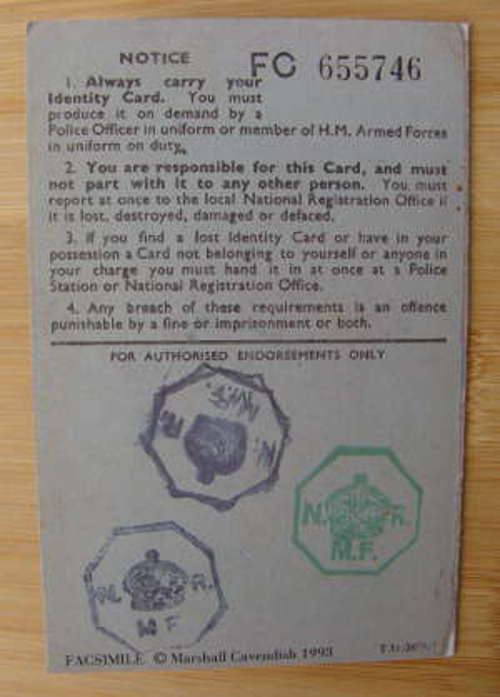 NOTICE
FC 655746
1. Always carry your
Identity Card. You must
produce it on demand by a
Police Officer in uniform or member of H.M. Armed Forces
in uniform on duty.
2. You are responsible for this Card, and must
not part with it to any other person. You must
report at once to the local National Registration Office if
it is lost, destroyed, damaged or defaced.
3. If you find a lost Identity Card or have in your
possession a Card not belonging to yourself or anyone in
your charge you must hand it in at once at a Police
Station or National Registration Office.
4. Any breach of these requirements is an offence
punishable by a fine or imprisonment or both.
FOR AUTHORISED ENDORSEMENTS ONLY
N. R.
M.F.
N. R.
M.F.
N. R.
M F
FACSIMILE © Marshall Cavendish 1993